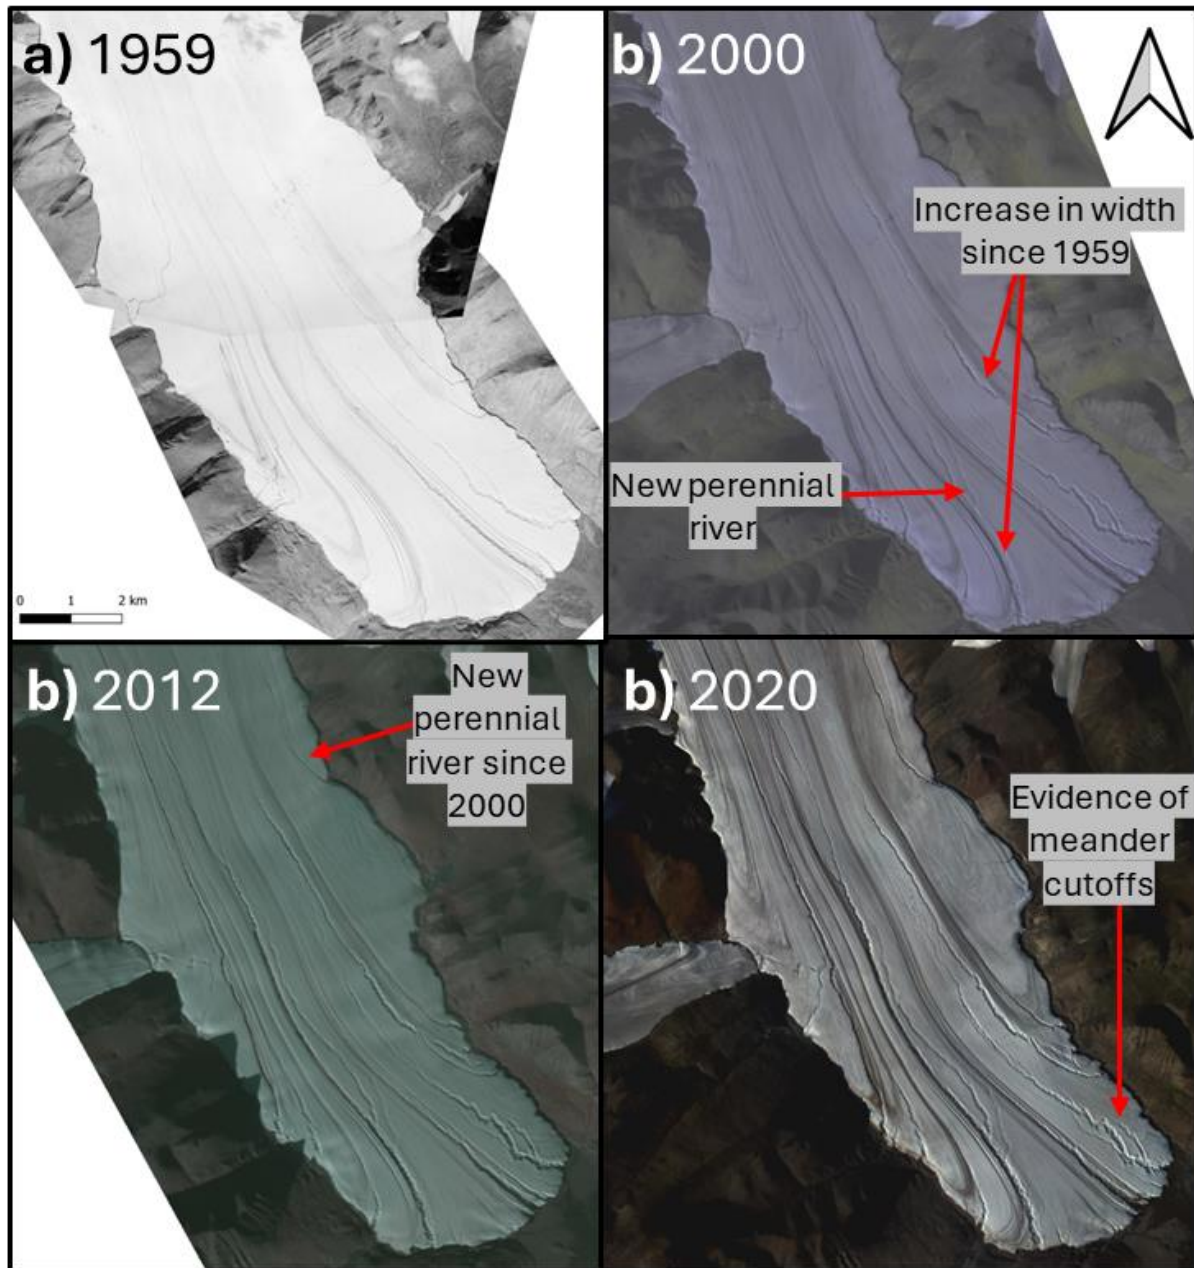 a) 1959
b) 2000
Increase in width
since 1959
New perennial
river
0 1 2 km
b) 2012
New
perennial
river since
2000
b) 2020
Evidence of
meander
cutoffs